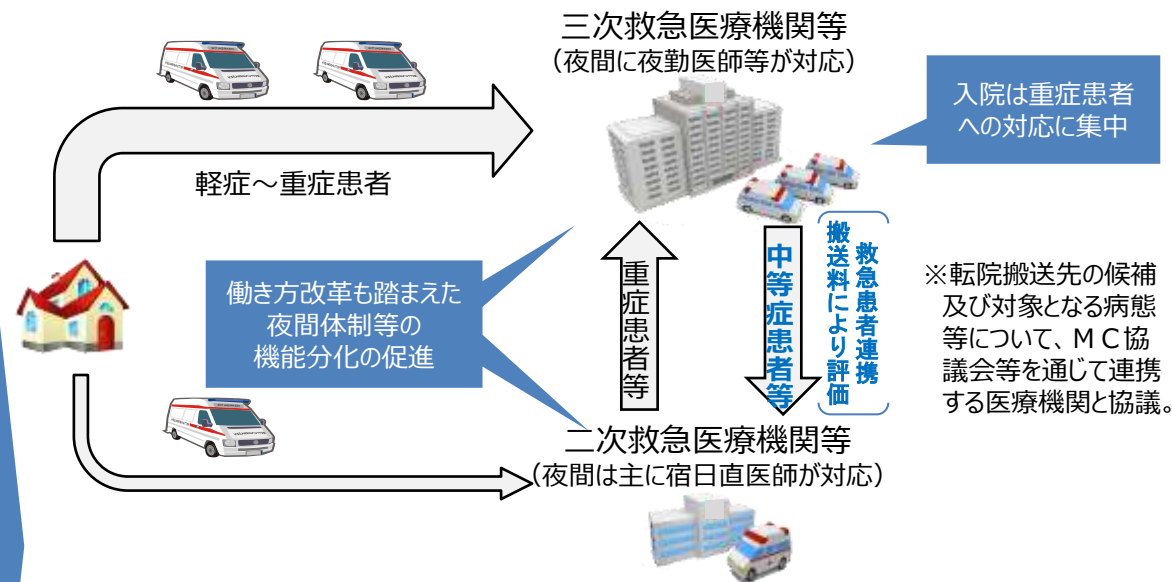 三次救急医療機関等
（夜間に夜勤医師等が対応）
入院は重症患者
への対応に集中
軽症～重症患者
働き方改革も踏まえた
夜間体制等の
機能分化の促進
重症患者等
中等症患者等
救急患者連携
搬送料により評価
※転院搬送先の候補
及び対象となる病態
等について、ＭＣ協
議会等を通じて連携
する医療機関と協議。
二次救急医療機関等
（夜間は主に宿日直医師が対応）